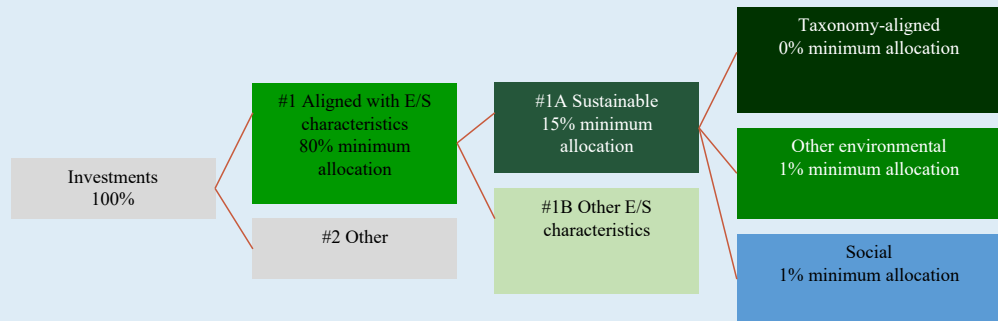 Investments
100%
#1 Aligned with E/S
characteristics
80% minimum
allocation
#2 Other
#1A Sustainable
15% minimum
allocation
#1B Other E/S
characteristics
Taxonomy-aligned
0% minimum allocation
Other environmental
1% minimum allocation
Social
1% minimum allocation